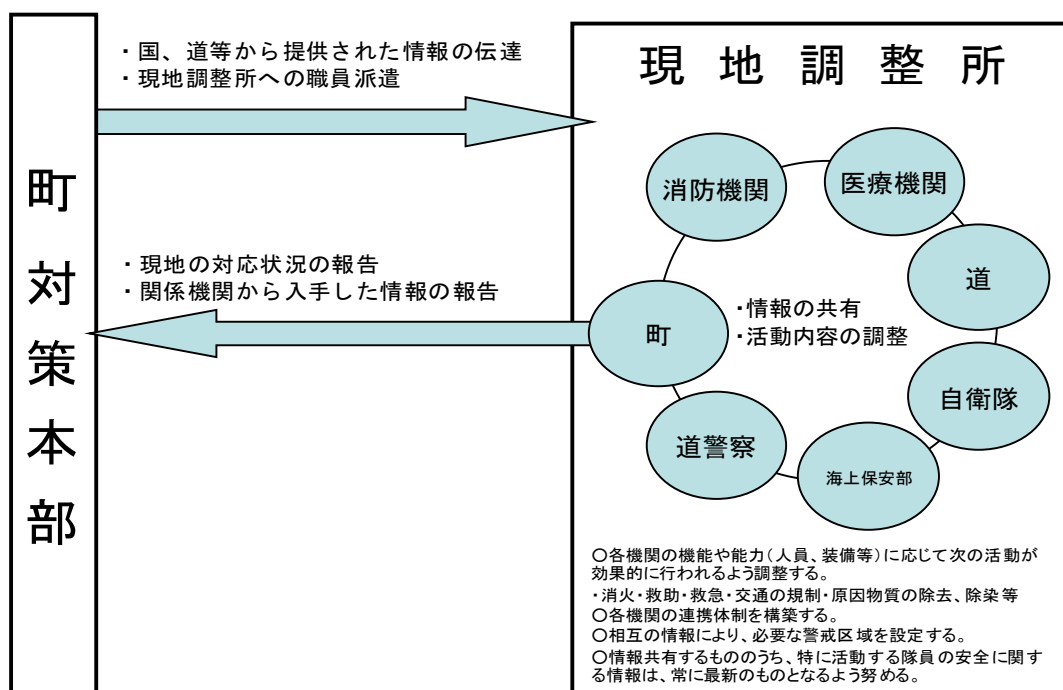 町対策本部
・国、道等から提供された情報の伝達
・現地調整所への職員派遣
・現地の対応状況の報告
・関係機関から入手した情報の報告
現地調整所
消防機関
医療機関
道
町
・情報の共有
・活動内容の調整
自衛隊
道警察
海上保安部
○各機関の機能や能力（人員、装備等）に応じて次の活動が
効果的に行われるよう調整する。
・消火・救助・救急・交通の規制・原因物質の除去、除染等
○各機関の連携体制を構築する。
○相互の情報により、必要な警戒区域を設定する。
○情報共有するもののうち、特に活動する隊員の安全に関す
る情報は、常に最新のものとなるよう努める。